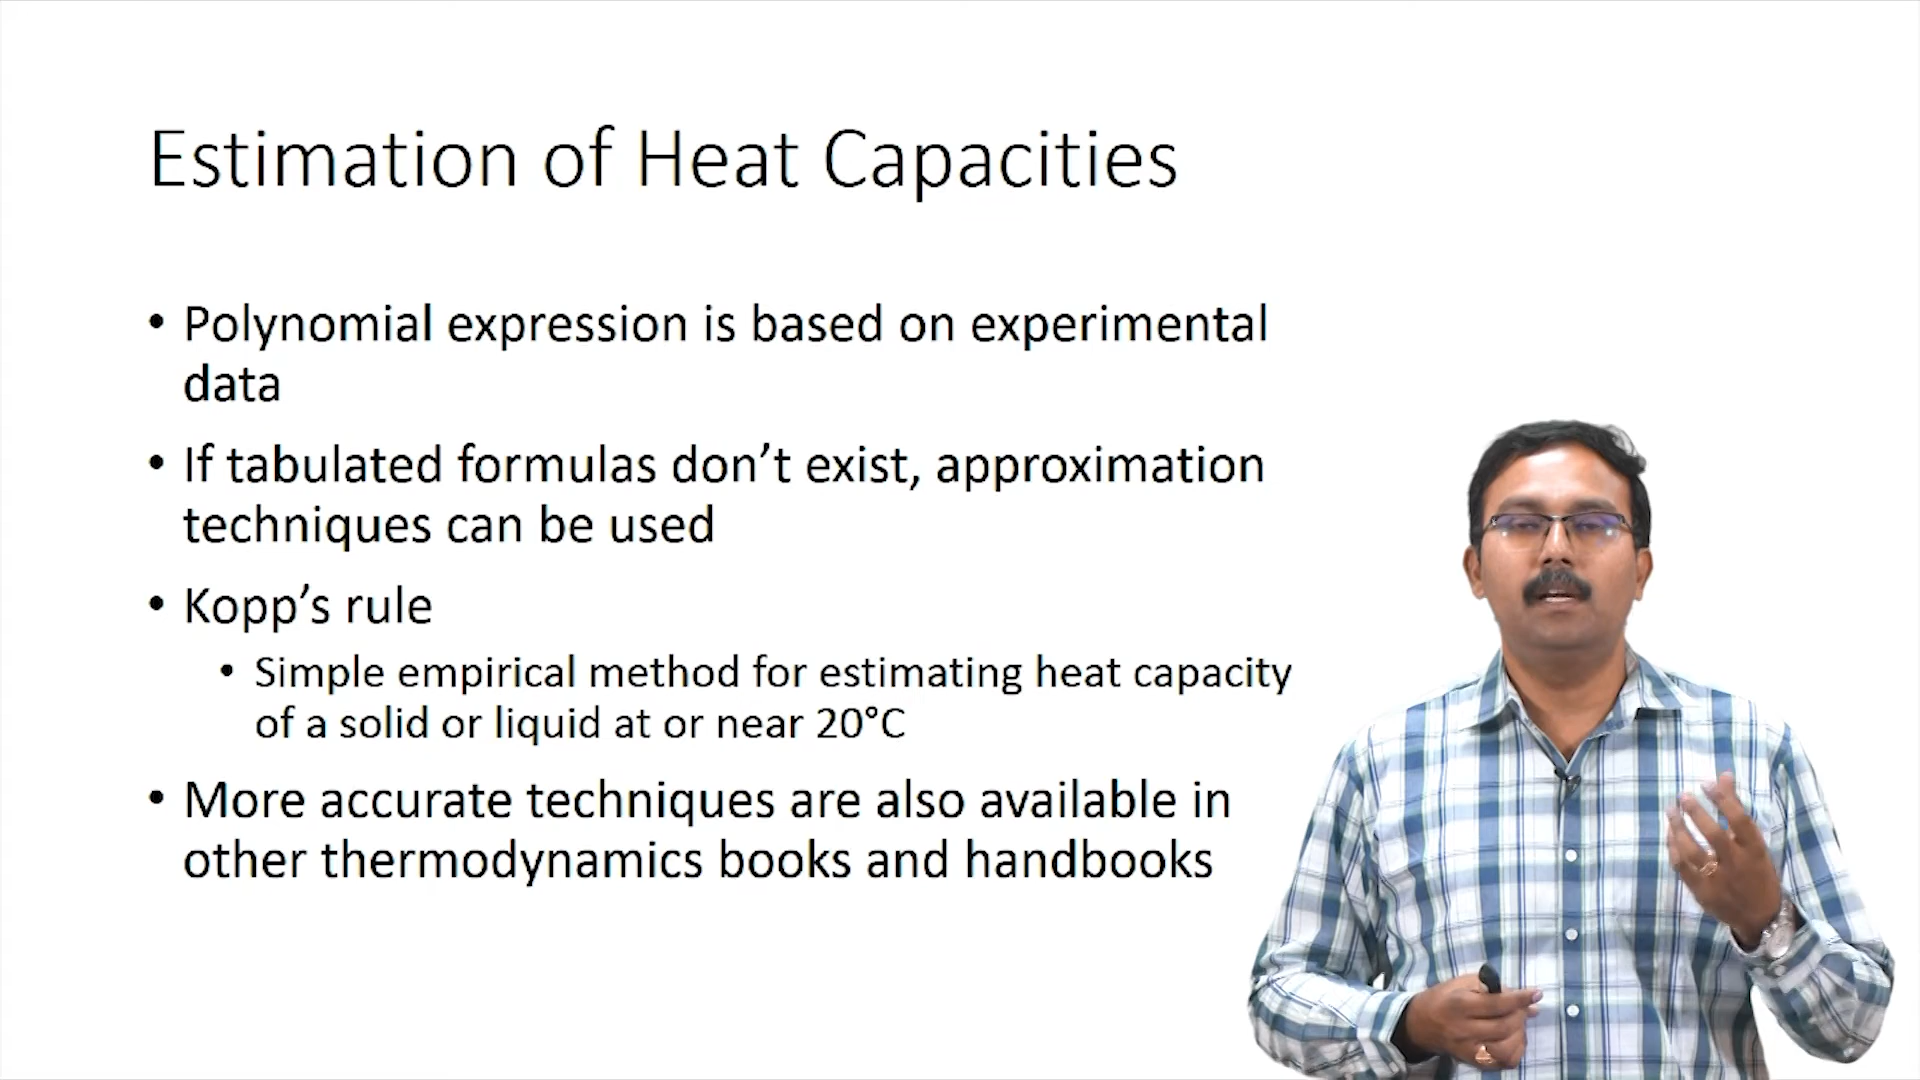 Estimation of Heat Capacities
• Polynomial expression is based on experimental
data
• If tabulated formulas don’t exist, approximation
techniques can be used
• Kopp’s rule
• Simple empirical method for estimating heat capacity
of a solid or liquid at or near 20°C
• More accurate techniques are also available in
other thermodynamics books and handbooks